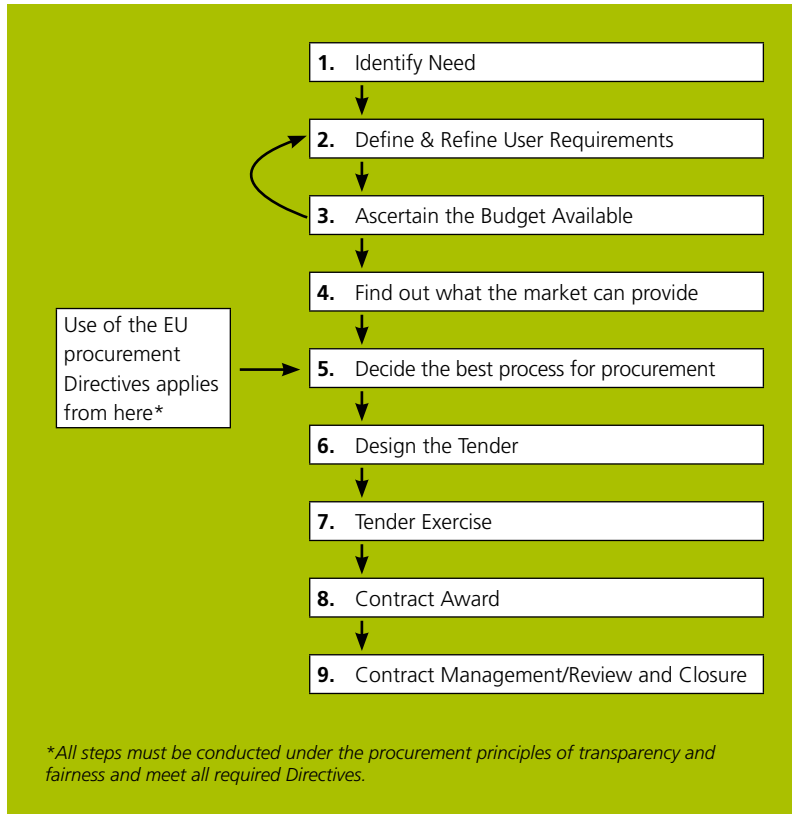 1. Identify Need
2. Define & Refine User Requirements
3. Ascertain the Budget Available
4. Find out what the market can provide
Use of the EU
procurement
Directives applies
from here*
5. Decide the best process for procurement
6. Design the Tender
7. Tender Exercise
8. Contract Award
9. Contract Management/Review and Closure
*All steps must be conducted under the procurement principles of transparency and
fairness and meet all required Directives.